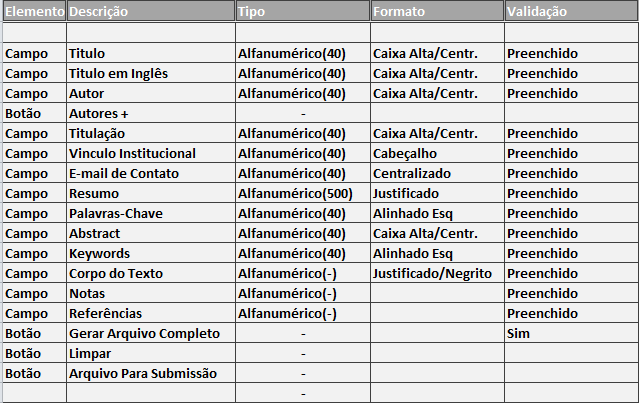 Elemento Descrição Tipo Formato Validação
Campo Titulo Alfanumérico(40) Caixa Alta/Centr. Preenchido
Campo Titulo em Inglês Alfanumérico(40) Caixa Alta/Centr. Preenchido
Campo Autor Alfanumérico(40) Caixa Alta/Centr. Preenchido
Botão Autores + -
Campo Titulação Alfanumérico(40) Caixa Alta/Centr. Preenchido
Campo Vinculo Institucional Alfanumérico(40) Cabeçalho Preenchido
Campo E-mail de Contato Alfanumérico(40) Centralizado Preenchido
Campo Resumo Alfanumérico(500) Justificado Preenchido
Campo Palavras-Chave Alfanumérico(40) Alinhado Esq Preenchido
Campo Abstract Alfanumérico(40) Caixa Alta/Centr. Preenchido
Campo Keywords Alfanumérico(40) Alinhado Esq Preenchido
Campo Corpo do Texto Alfanumérico(-) Justificado/Negrito Preenchido
Campo Notas Alfanumérico(-) Preenchido
Campo Referências Alfanumérico(-) Preenchido
Botão Gerar Arquivo Completo - Sim
Botão Limpar -
Botão Arquivo Para Submissão -
-